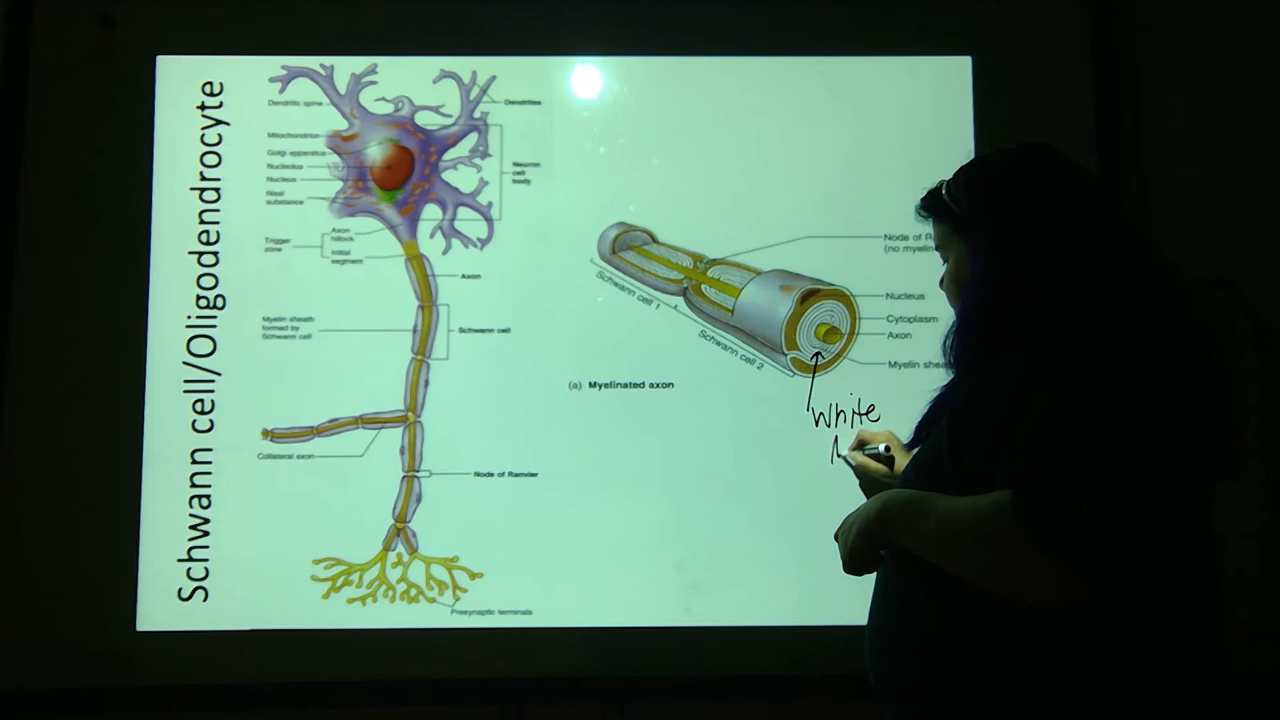 Schwann cell/Oligodendrocyte
Dendritic spine
Dendrites
Mitochondrion
Golgi apparatus
Nucleolus
Nucleus
Nissl
substance
Neuron
cell
body
Trigger
zone
Axon
hillock
Initial
segment
Axon
Myelin sheath
formed by
Schwann cell
Schwann cell
Collateral axon
Node of Ranvier
Presynaptic terminals
Node of R
(no myelin
Nucleus
Cytoplasm
Axon
Myelin shea
Schwann cell 1
Schwann cell 2
(a) Myelinated axon
White